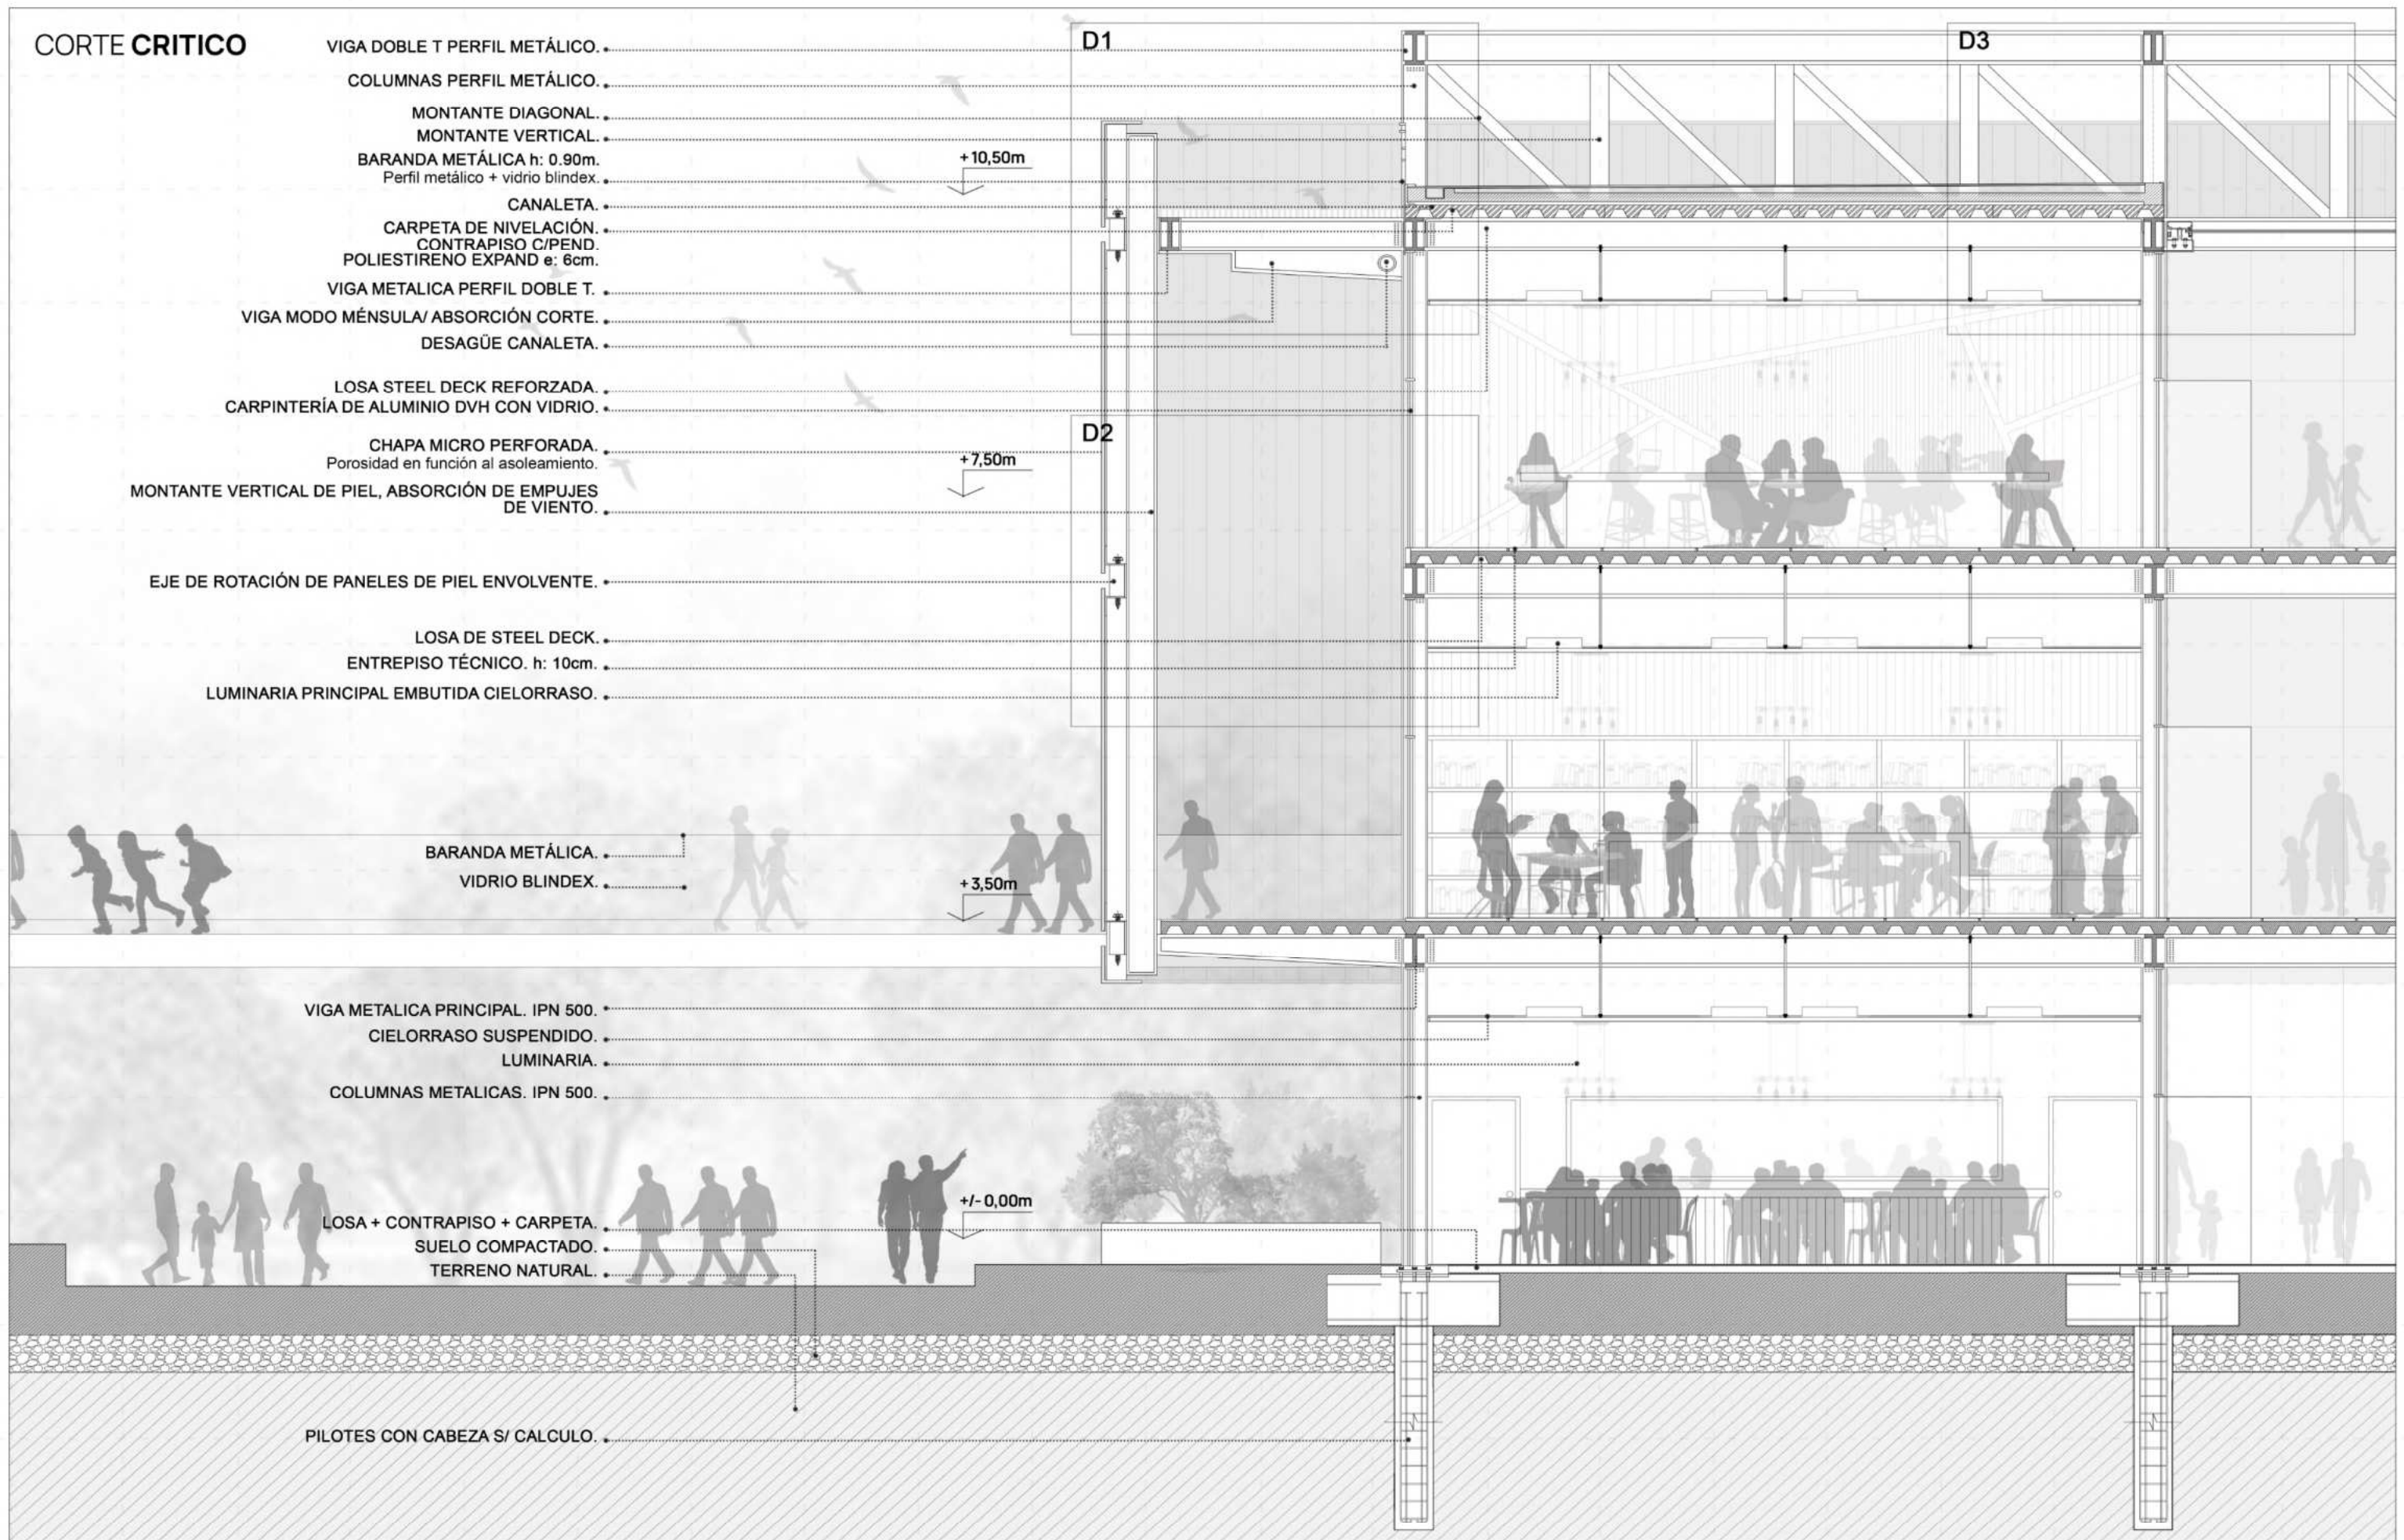 CORTE CRITICO
VIGA DOBLE T PERFIL METÁLICO.
COLUMNAS PERFIL METÁLICO.
MONTANTE DIAGONAL.
MONTANTE VERTICAL.
BARANDA METÁLICA h: 0.90m.
Perfil metálico + vidrio blindex.
CANALETA.
CARPETA DE NIVELACIÓN.
CONTRAPISO C/PEND.
POLIESTIRENO EXPAND e: 6cm.
VIGA METALICA PERFIL DOBLE T.
VIGA MODO MÉNSULA/ ABSORCIÓN CORTE.
DESAGÜE CANALETA.
LOSA STEEL DECK REFORZADA.
CARPINTERÍA DE ALUMINIO DVH CON VIDRIO.
CHAPA MICRO PERFORADA.
Porosidad en función al asoleamiento.
MONTANTE VERTICAL DE PIEL, ABSORCIÓN DE EMPUJES
DE VIENTO.
EJE DE ROTACIÓN DE PANELES DE PIEL ENVOLVENTE.
LOSA DE STEEL DECK.
ENTREPISO TÉCNICO. h: 10cm.
LUMINARIA PRINCIPAL EMBUTIDA CIELORRASO.
BARANDA METÁLICA.
VIDRIO BLINDEX.
VIGA METALICA PRINCIPAL. IPN 500.
CIELORRASO SUSPENDIDO.
LUMINARIA.
COLUMNAS METALICAS. IPN 500.
LOSA + CONTRAPISO + CARPETA.
SUELO COMPACTADO.
TERRENO NATURAL.
PILOTES CON CABEZA S/ CALCULO.
+10,50m
+7,50m
+3,50m
+/-0,00m
D1
D2
D3